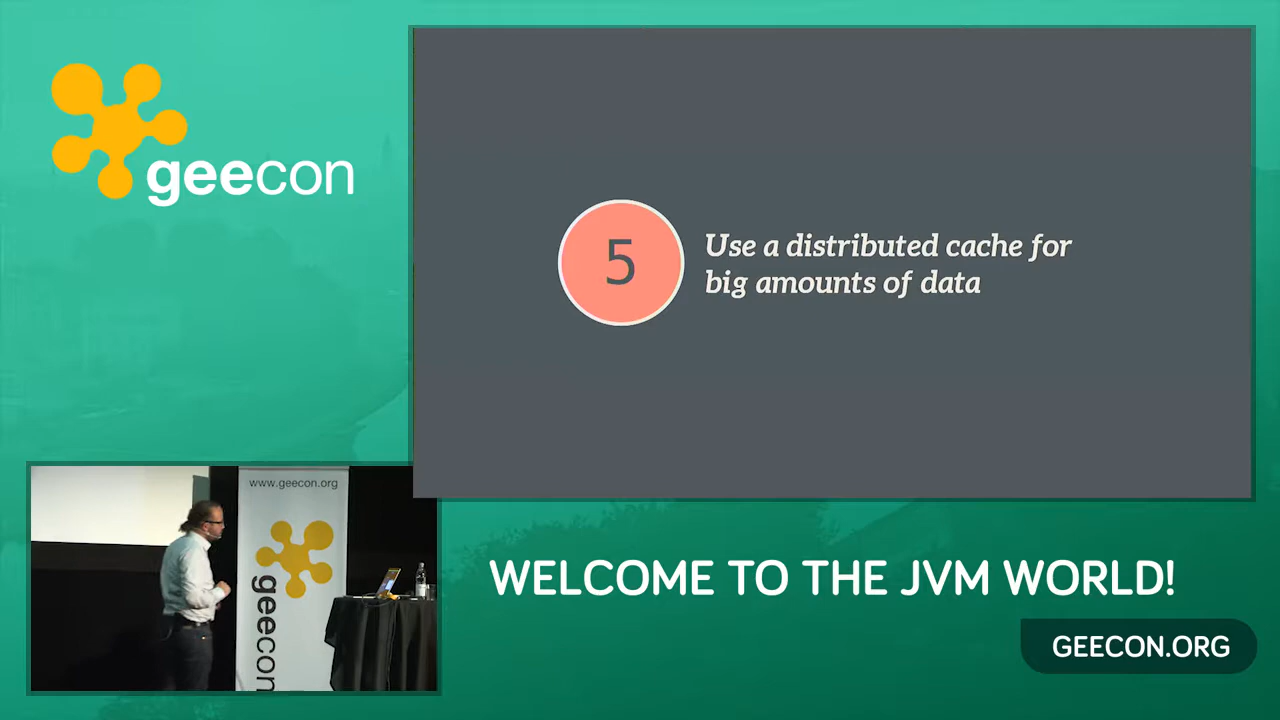 geecon
5
Use a distributed cache for
big amounts of data
www.geecon.org
geecon
WELCOME TO THE JVM WORLD!
GEECON.ORG